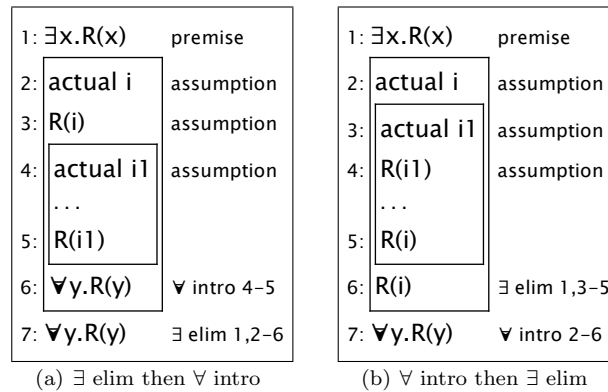 1: ∃x.R(x) premise
2: actual i assumption
3: R(i) assumption
4: actual i1 assumption
. . .
5: R(i1)
6: ∀y.R(y) ∀ intro 4–5
7: ∀y.R(y) ∃ elim 1,2–6
(a) ∃ elim then ∀ intro
1: ∃x.R(x) premise
2: actual i assumption
3: actual i1 assumption
4: R(i1) assumption
...
5: R(i)
6: R(i) ∃ elim 1,3–5
7: ∀y.R(y) ∀ intro 2–6
(b) ∀ intro then ∃ elim